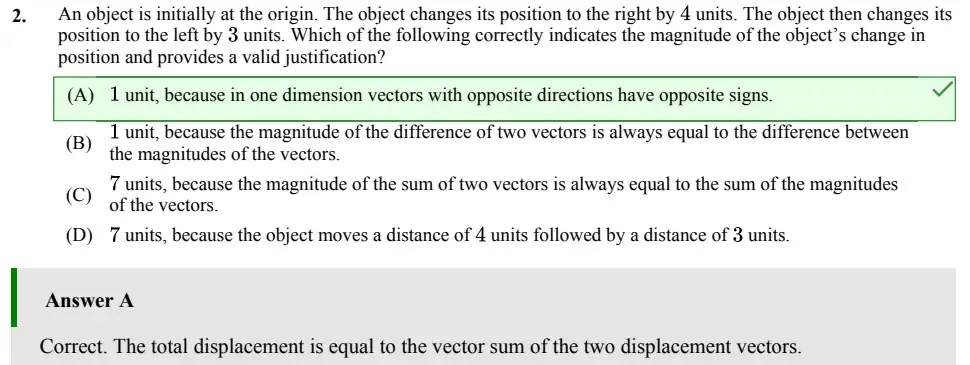 2. An object is initially at the origin. The object changes its position to the right by 4 units. The object then changes its
position to the left by 3 units. Which of the following correctly indicates the magnitude of the object’s change in
position and provides a valid justification?
(A) 1 unit, because in one dimension vectors with opposite directions have opposite signs.
(B) 1 unit, because the magnitude of the difference of two vectors is always equal to the difference between
the magnitudes of the vectors.
(C) 7 units, because the magnitude of the sum of two vectors is always equal to the sum of the magnitudes
of the vectors.
(D) 7 units, because the object moves a distance of 4 units followed by a distance of 3 units.
Answer A
Correct. The total displacement is equal to the vector sum of the two displacement vectors.